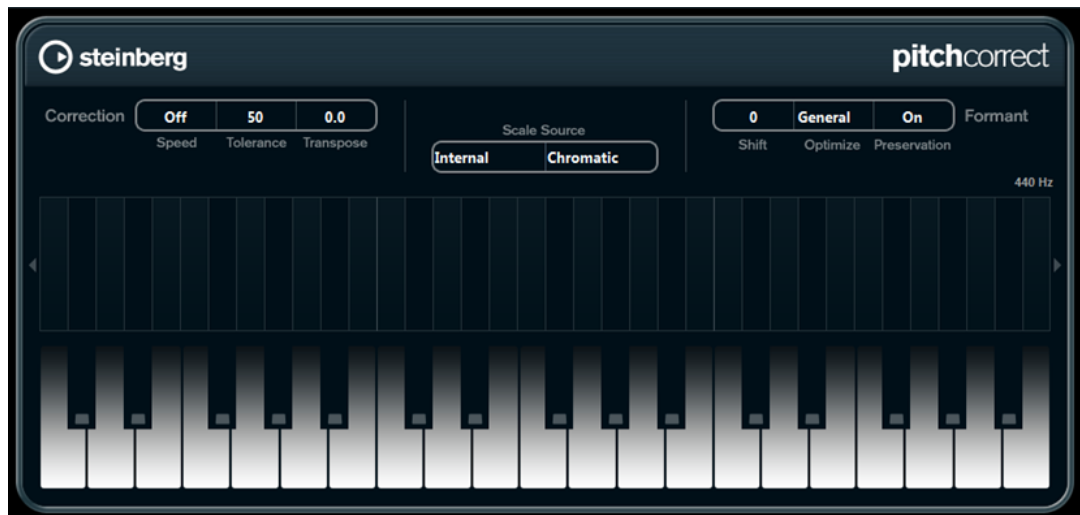 steinberg
pitchcorrect
Correction Off 50 0.0
Speed Tolerance Transpose
Scale Source
Internal Chromatic
0 General On Formant
Shift Optimize Preservation
440 Hz